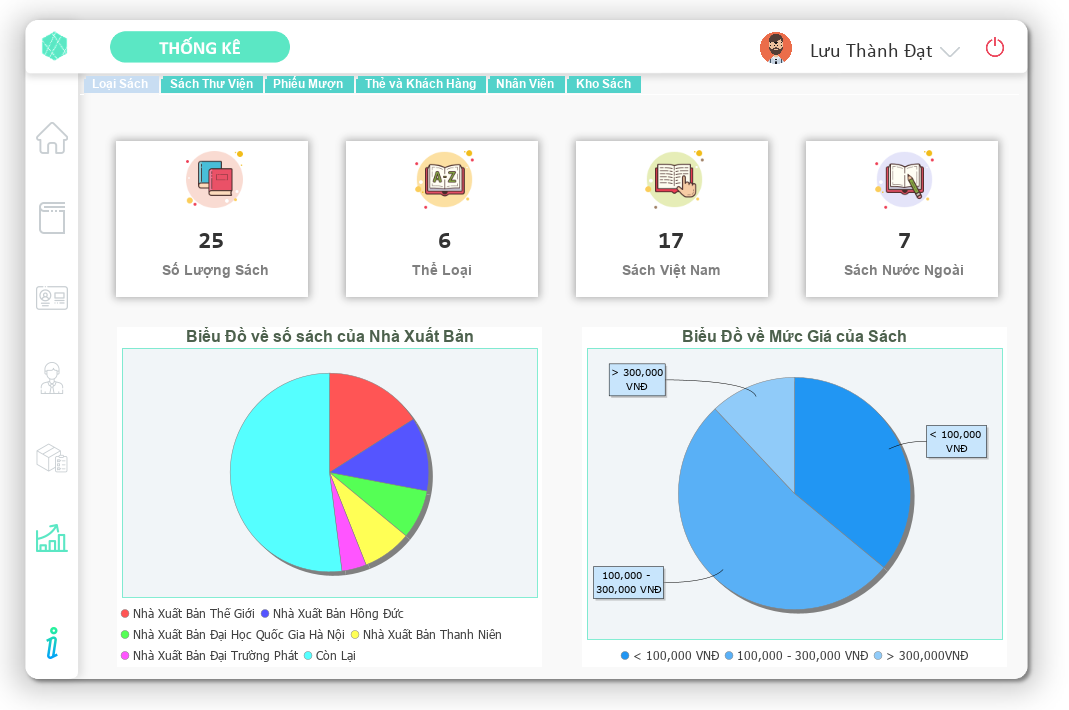 THỐNG KÊ
Lưu Thành Đạt
Loại Sách Sách Thư Viện Phiếu Mượn Thẻ và Khách Hàng Nhân Viên Kho Sách
A-Z
25 6 17 7
Số Lượng Sách Thể Loại Sách Việt Nam Sách Nước Ngoài
Biểu Đồ về số sách của Nhà Xuất Bản
Nhà Xuất Bản Thế Giới Nhà Xuất Bản Hồng Đức
Nhà Xuất Bản Đại Học Quốc Gia Hà Nội Nhà Xuất Bản Thanh Niên
Nhà Xuất Bản Đại Trường Phát Còn Lại
Biểu Đồ về Mức Giá của Sách
> 300,000
VNĐ
< 100,000
VNĐ
100,000 -
300,000 VNĐ
< 100,000 VNĐ 100,000 - 300,000 VNĐ > 300,000VNĐ